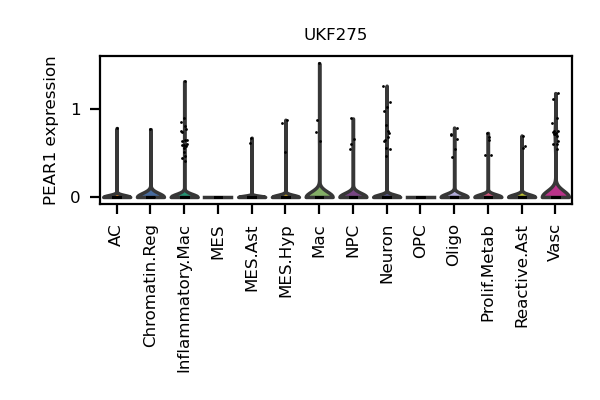 UKF275
PEAR1 expression
1
0
AC
Chromatin.Reg
Inflammatory.Mac
MES
MES.Ast
MES.Hyp
Mac
NPC
Neuron
OPC
Oligo
Prolif.Metab
Reactive.Ast
Vasc